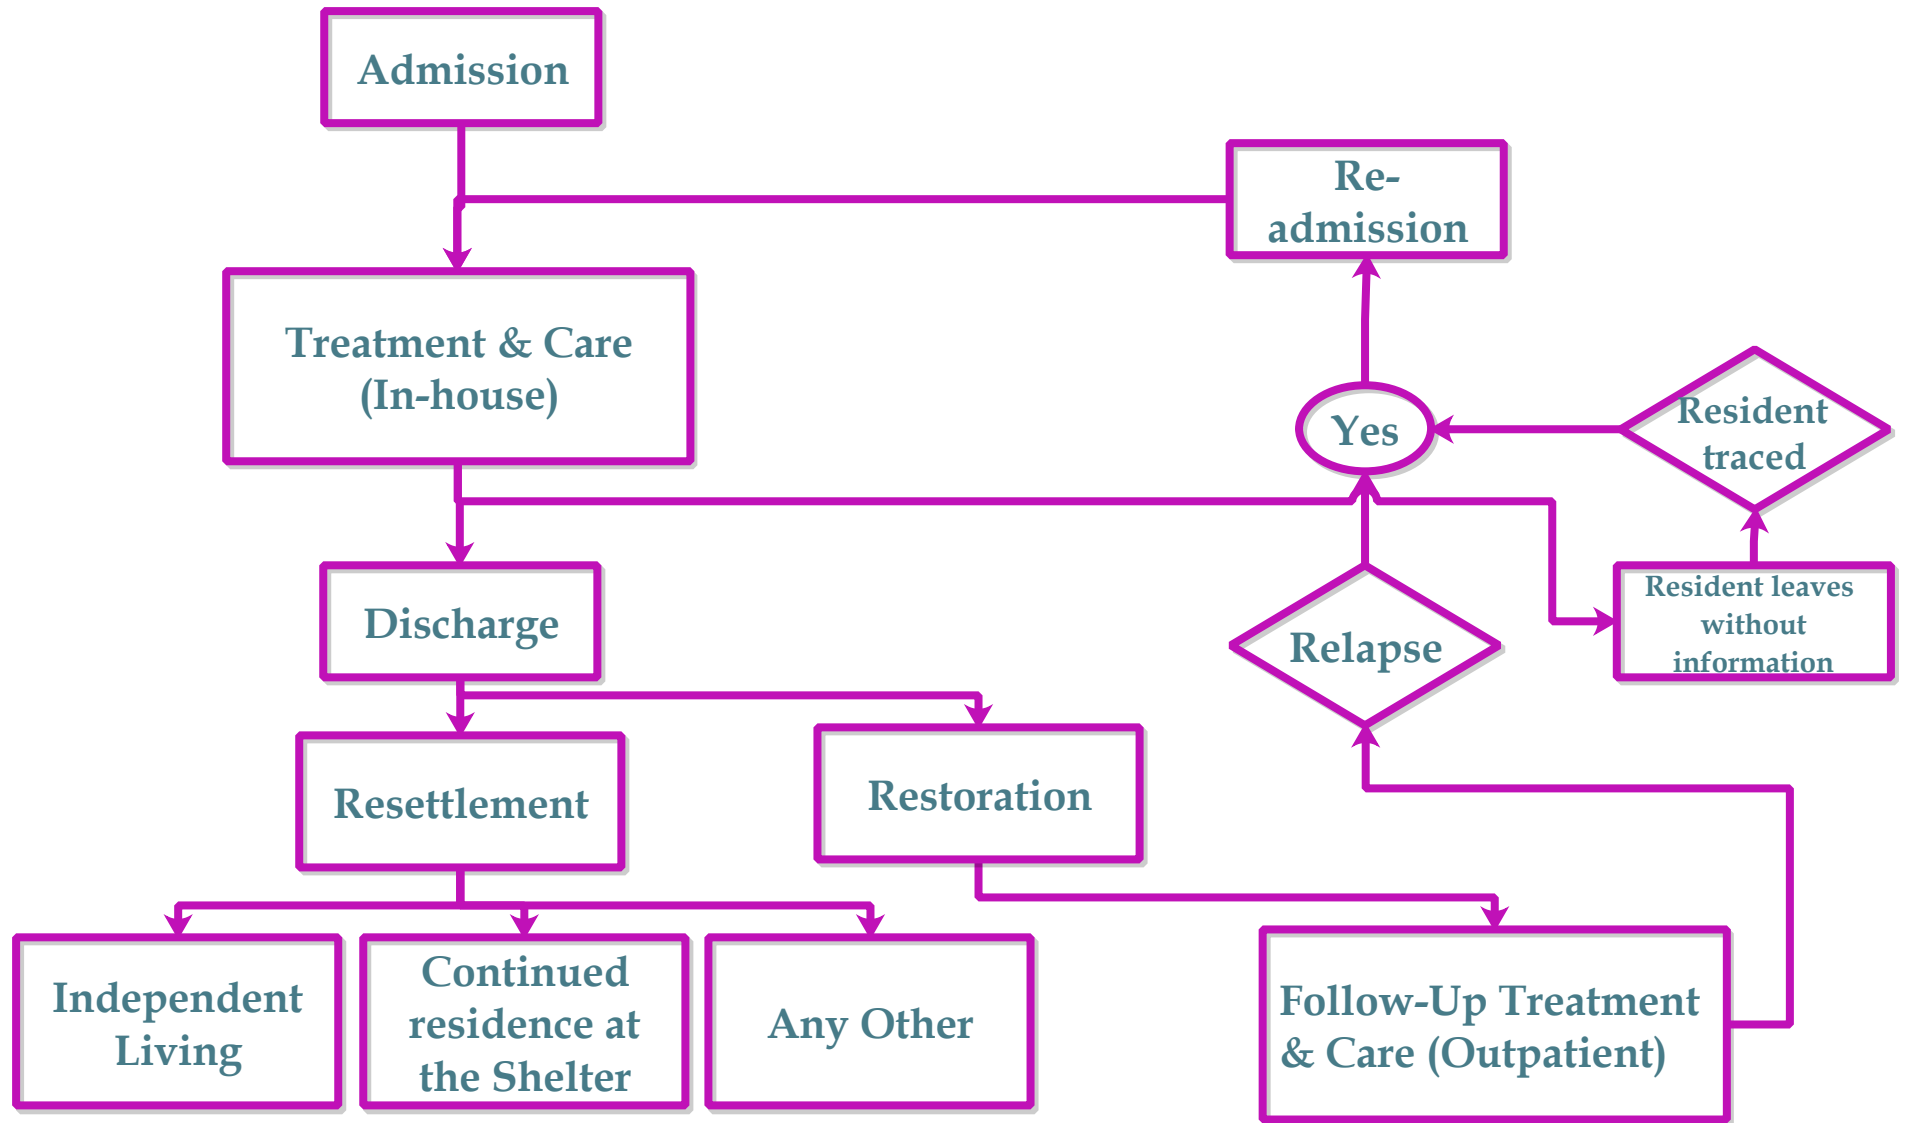 Admission
Re-
admission
Treatment & Care
(In-house)
Yes
Resident
traced
Discharge
Relapse
Resident leaves
without
information
Resettlement
Restoration
Independent
Living
Continued
residence at
the Shelter
Any Other
Follow-Up Treatment
& Care (Outpatient)